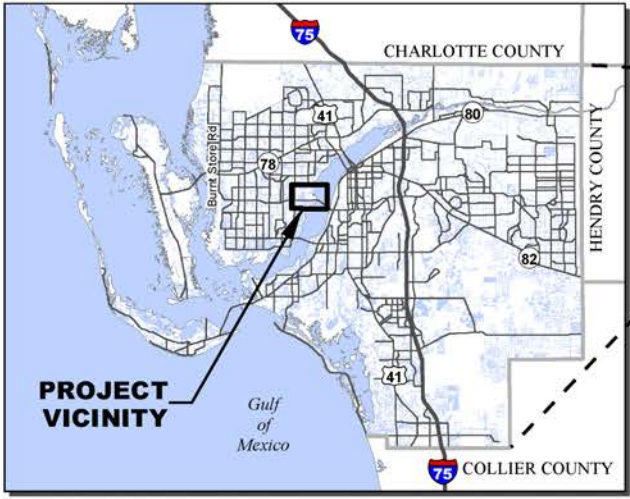 75
CHARLOTTE COUNTY
41
80
78
Burnt Store Rd
HENDRY COUNTY
82
PROJECT
VICINITY
41
Gulf
of
Mexico
75
COLLIER COUNTY